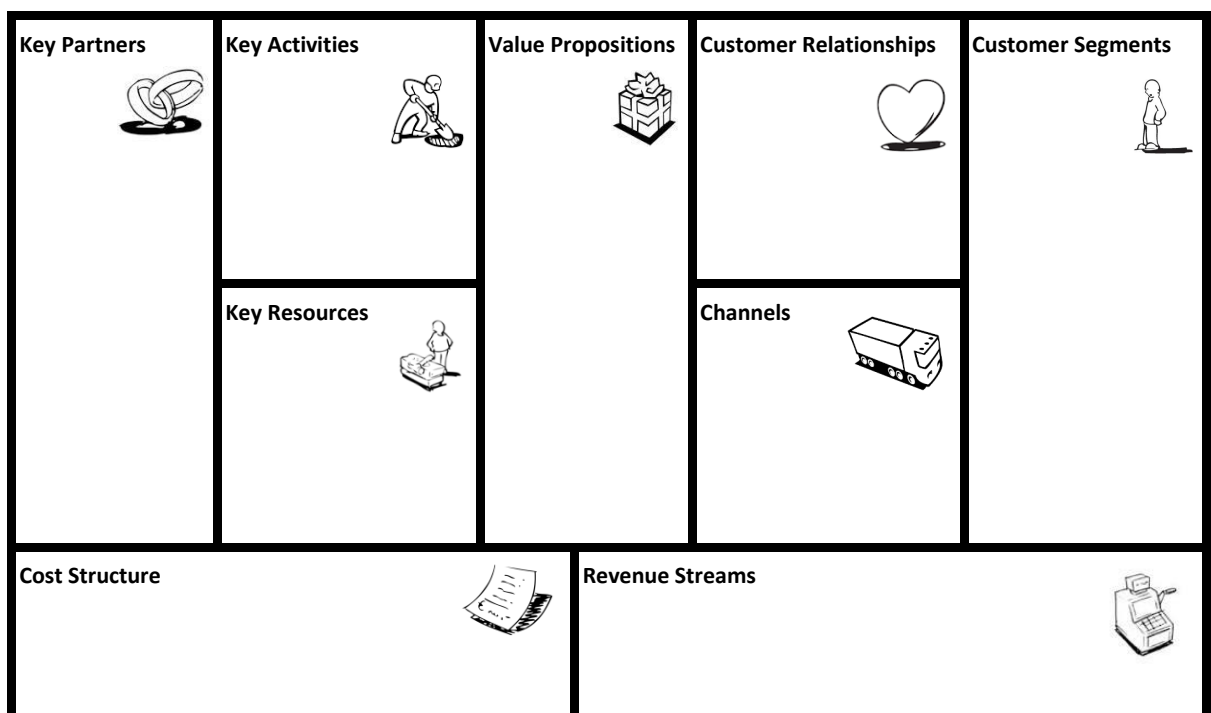 Key Partners
Key Activities
Value Propositions
Customer Relationships
Customer Segments
Key Resources
Channels
Cost Structure
Revenue Streams